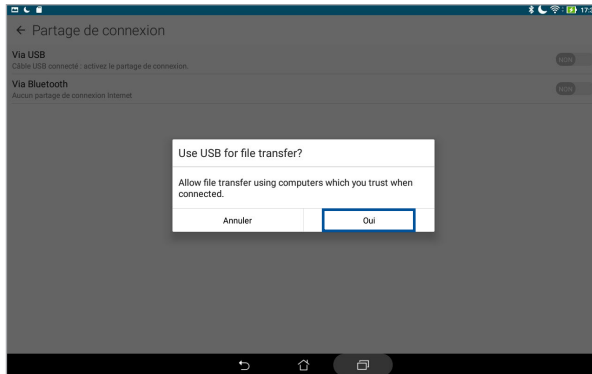 17:3
Partage de connexion
Via USB
Câble USB connecté : activez le partage de connexion.
NON
Via Bluetooth
Aucun partage de connexion Internet
NON
Use USB for file transfer?
Allow file transfer using computers which you trust when
connected.
Annuler
Oui